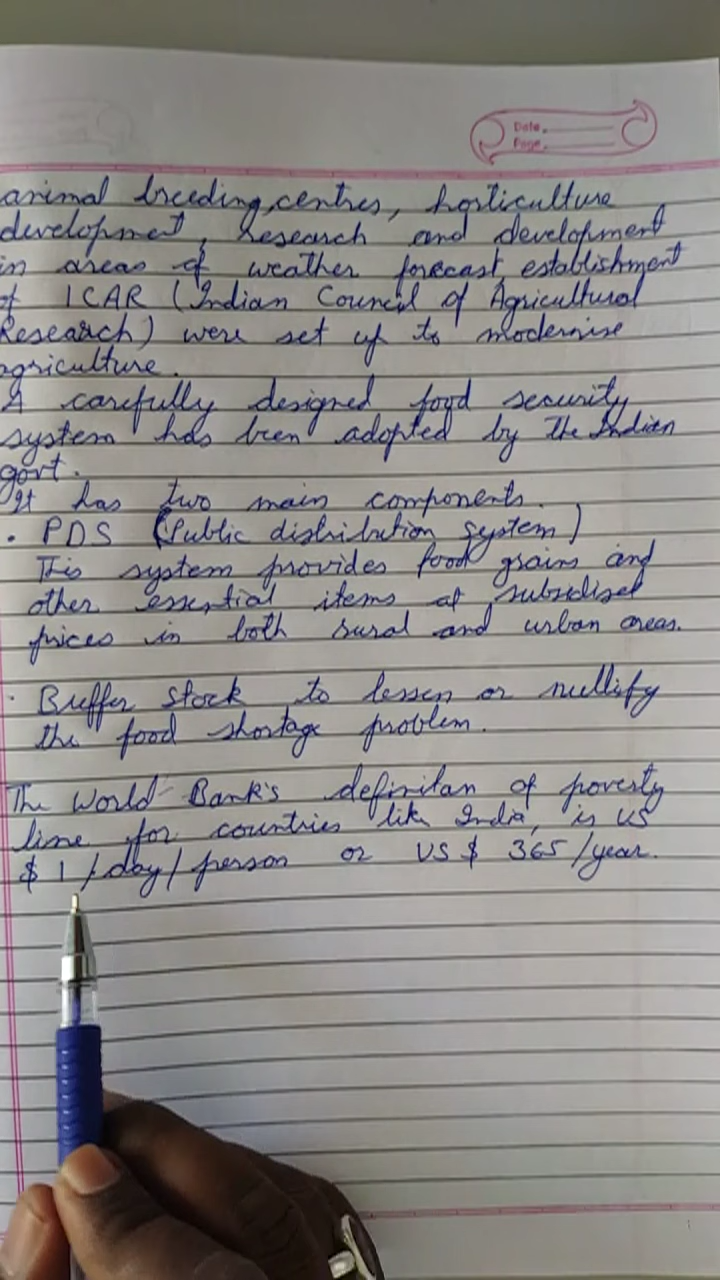 Date.
Page.
animal breeding centres, horticulture
development, research and development
in areas of weather forecast, establishment
of ICAR (Indian Council of Agricultural
Research) were set up to modernise
agriculture.
A carefully designed food security
system has been adopted by the Indian
govt.
It has two main components.
. PDS (Public distribution system)
This system provides food grains and
other essential items at subsidised
prices in both rural and urban areas.
. Buffer stock to lessen or nullify
the food shortage problem.
The World Bank's definitan of poverty
line for countries like India, is US
$ 1 /day/ person or US $ 365 /year.